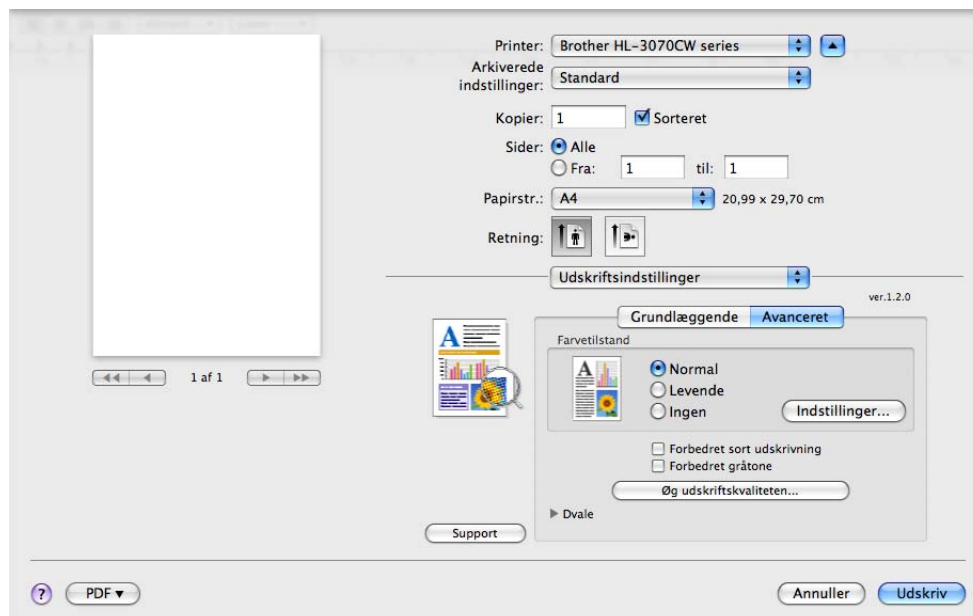 Printer: Brother HL-3070CW series
Arkiverede
indstillinger: Standard
Kopier: 1 Sorteret
Sider: Alle
Fra: 1 til: 1
Papirstr.: A4 20,99 x 29,70 cm
Retning:
Udskriftsindstillinger
ver.1.2.0
Grundlæggende Avanceret
Farvetilstand
Normal
Levende
Ingen Indstillinger...
1 af 1
Forbedret sort udskrivning
Forbedret gråtone
Øg udskriftskvaliteten...
Dvale
Support
? PDF ▾ Annuller Udskriv